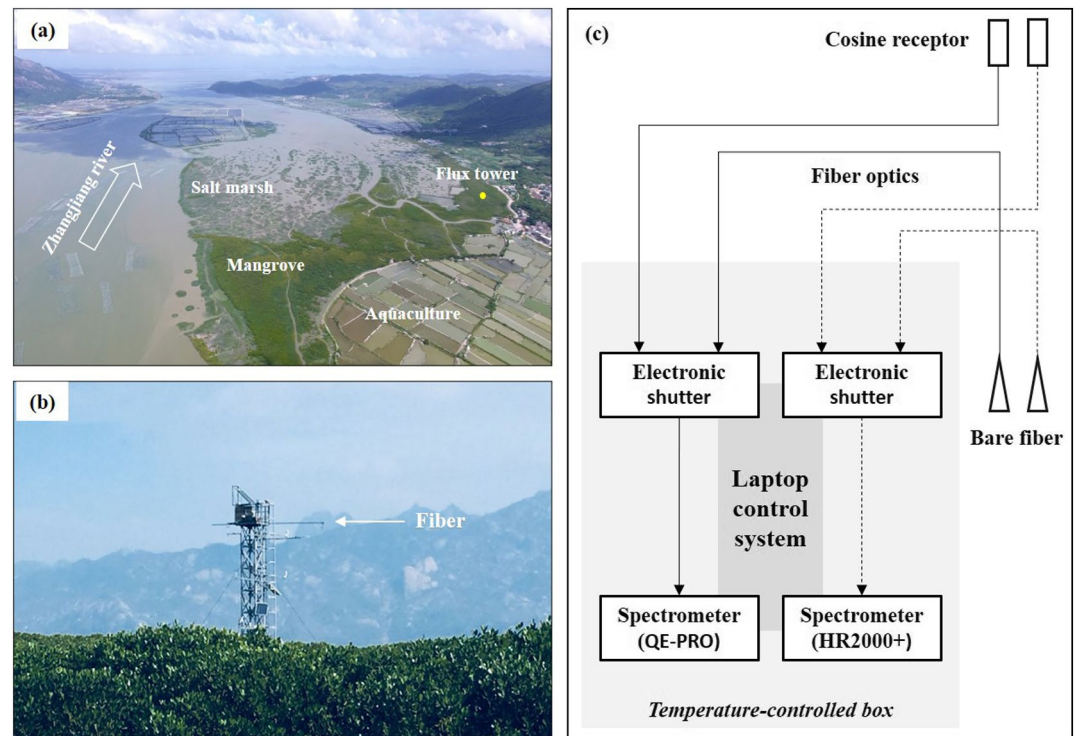 (a)
Zhangjiang river
Salt marsh
Flux tower
Mangrove
Aquaculture
(b)
Fiber
(c)
Cosine receptor
Fiber optics
Electronic
shutter
Electronic
shutter
Bare fiber
Laptop
control
system
Spectrometer
(QE-PRO)
Spectrometer
(HR2000+)
Temperature-controlled box